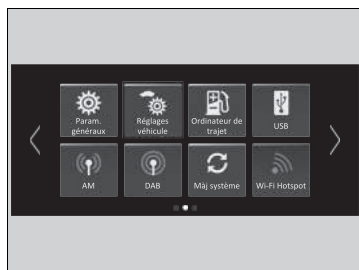 Param.
généraux
Réglages
véhicule
Ordinateur de
trajet
USB
AM
DAB
Màj système
Wi-Fi Hotspot